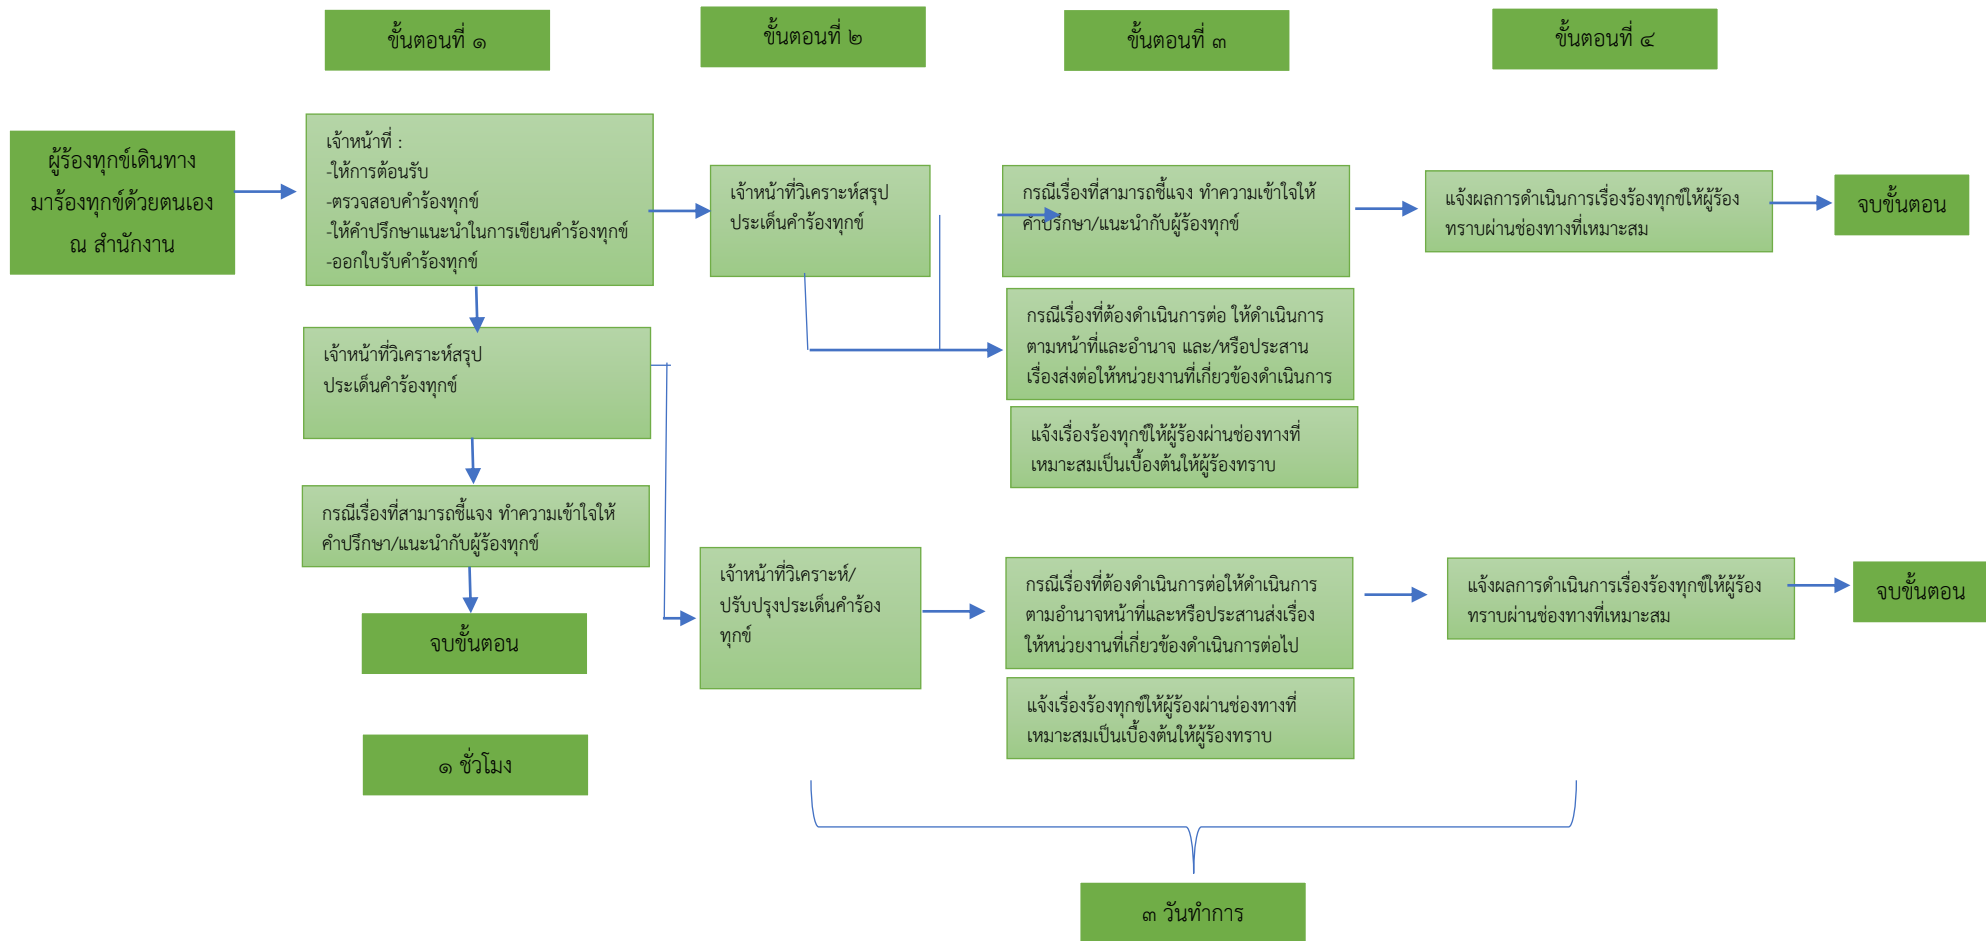 ขั้นตอนที่ ๑
ขั้นตอนที่ ๒
ขั้นตอนที่ ๓
ขั้นตอนที่ ๔
ผู้ร้องทุกข์เดินทาง
มาร้องทุกข์ด้วยตนเอง
ณ สำนักงาน
เจ้าหน้าที่ :
-ให้การต้อนรับ
-ตรวจสอบคำร้องทุกข์
-ให้คำปรึกษาแนะนำในการเขียนคำร้องทุกข์
-ออกใบรับคำร้องทุกข์
เจ้าหน้าที่วิเคราะห์สรุป
ประเด็นคำร้องทุกข์
กรณีเรื่องที่สามารถชี้แจง ทำความเข้าใจให้
คำปรึกษา/แนะนำกับผู้ร้องทุกข์
แจ้งผลการดำเนินการเรื่องร้องทุกข์ให้ผู้ร้อง
ทราบผ่านช่องทางที่เหมาะสม
จบขั้นตอน
กรณีเรื่องที่ต้องดำเนินการต่อ ให้ดำเนินการ
ตามหน้าที่และอำนาจ และ/หรือประสาน
เรื่องส่งต่อให้หน่วยงานที่เกี่ยวข้องดำเนินการ
แจ้งเรื่องร้องทุกข์ให้ผู้ร้องผ่านช่องทางที่
เหมาะสมเป็นเบื้องต้นให้ผู้ร้องทราบ
เจ้าหน้าที่วิเคราะห์สรุป
ประเด็นคำร้องทุกข์
กรณีเรื่องที่สามารถชี้แจง ทำความเข้าใจให้
คำปรึกษา/แนะนำกับผู้ร้องทุกข์
จบขั้นตอน
เจ้าหน้าที่วิเคราะห์/
ปรับปรุงประเด็นคำร้อง
ทุกข์
กรณีเรื่องที่ต้องดำเนินการต่อให้ดำเนินการ
ตามอำนาจหน้าที่และหรือประสานส่งเรื่อง
ให้หน่วยงานที่เกี่ยวข้องดำเนินการต่อไป
แจ้งเรื่องร้องทุกข์ให้ผู้ร้องผ่านช่องทางที่
เหมาะสมเป็นเบื้องต้นให้ผู้ร้องทราบ
แจ้งผลการดำเนินการเรื่องร้องทุกข์ให้ผู้ร้อง
ทราบผ่านช่องทางที่เหมาะสม
จบขั้นตอน
๑ ชั่วโมง
๓ วันทำการ